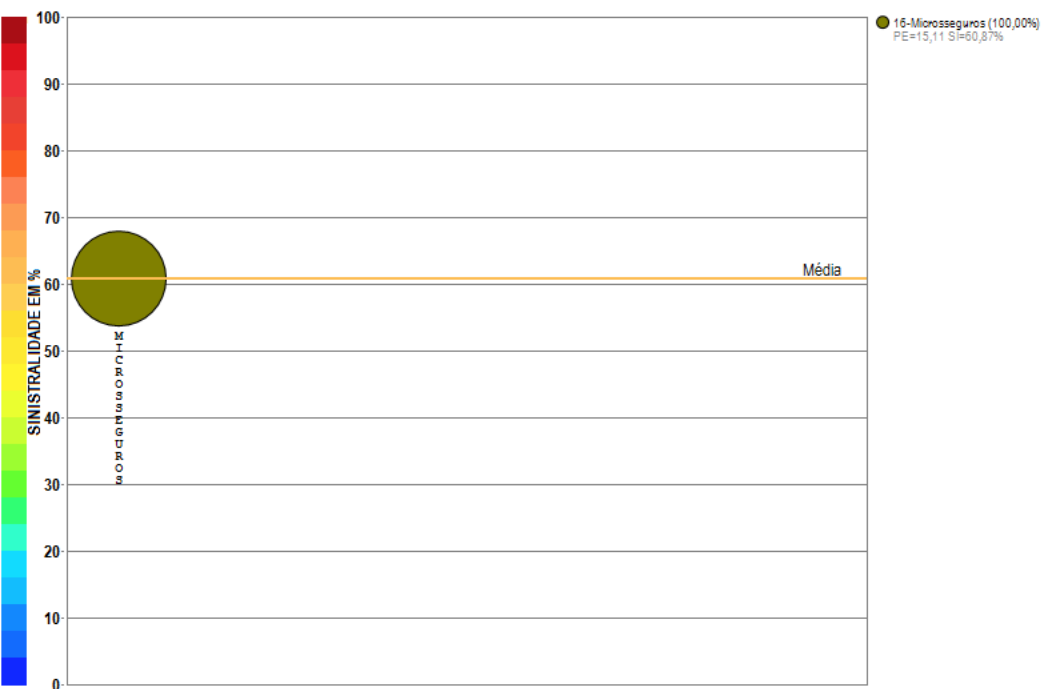 100
90
80
70
60
50
40
30
20
10
0
SINISTRALIDADE EM %
Média
MICROSSEGUROS
16-Microsseguros (100,00%)
PE=15,11 SI=60,87%